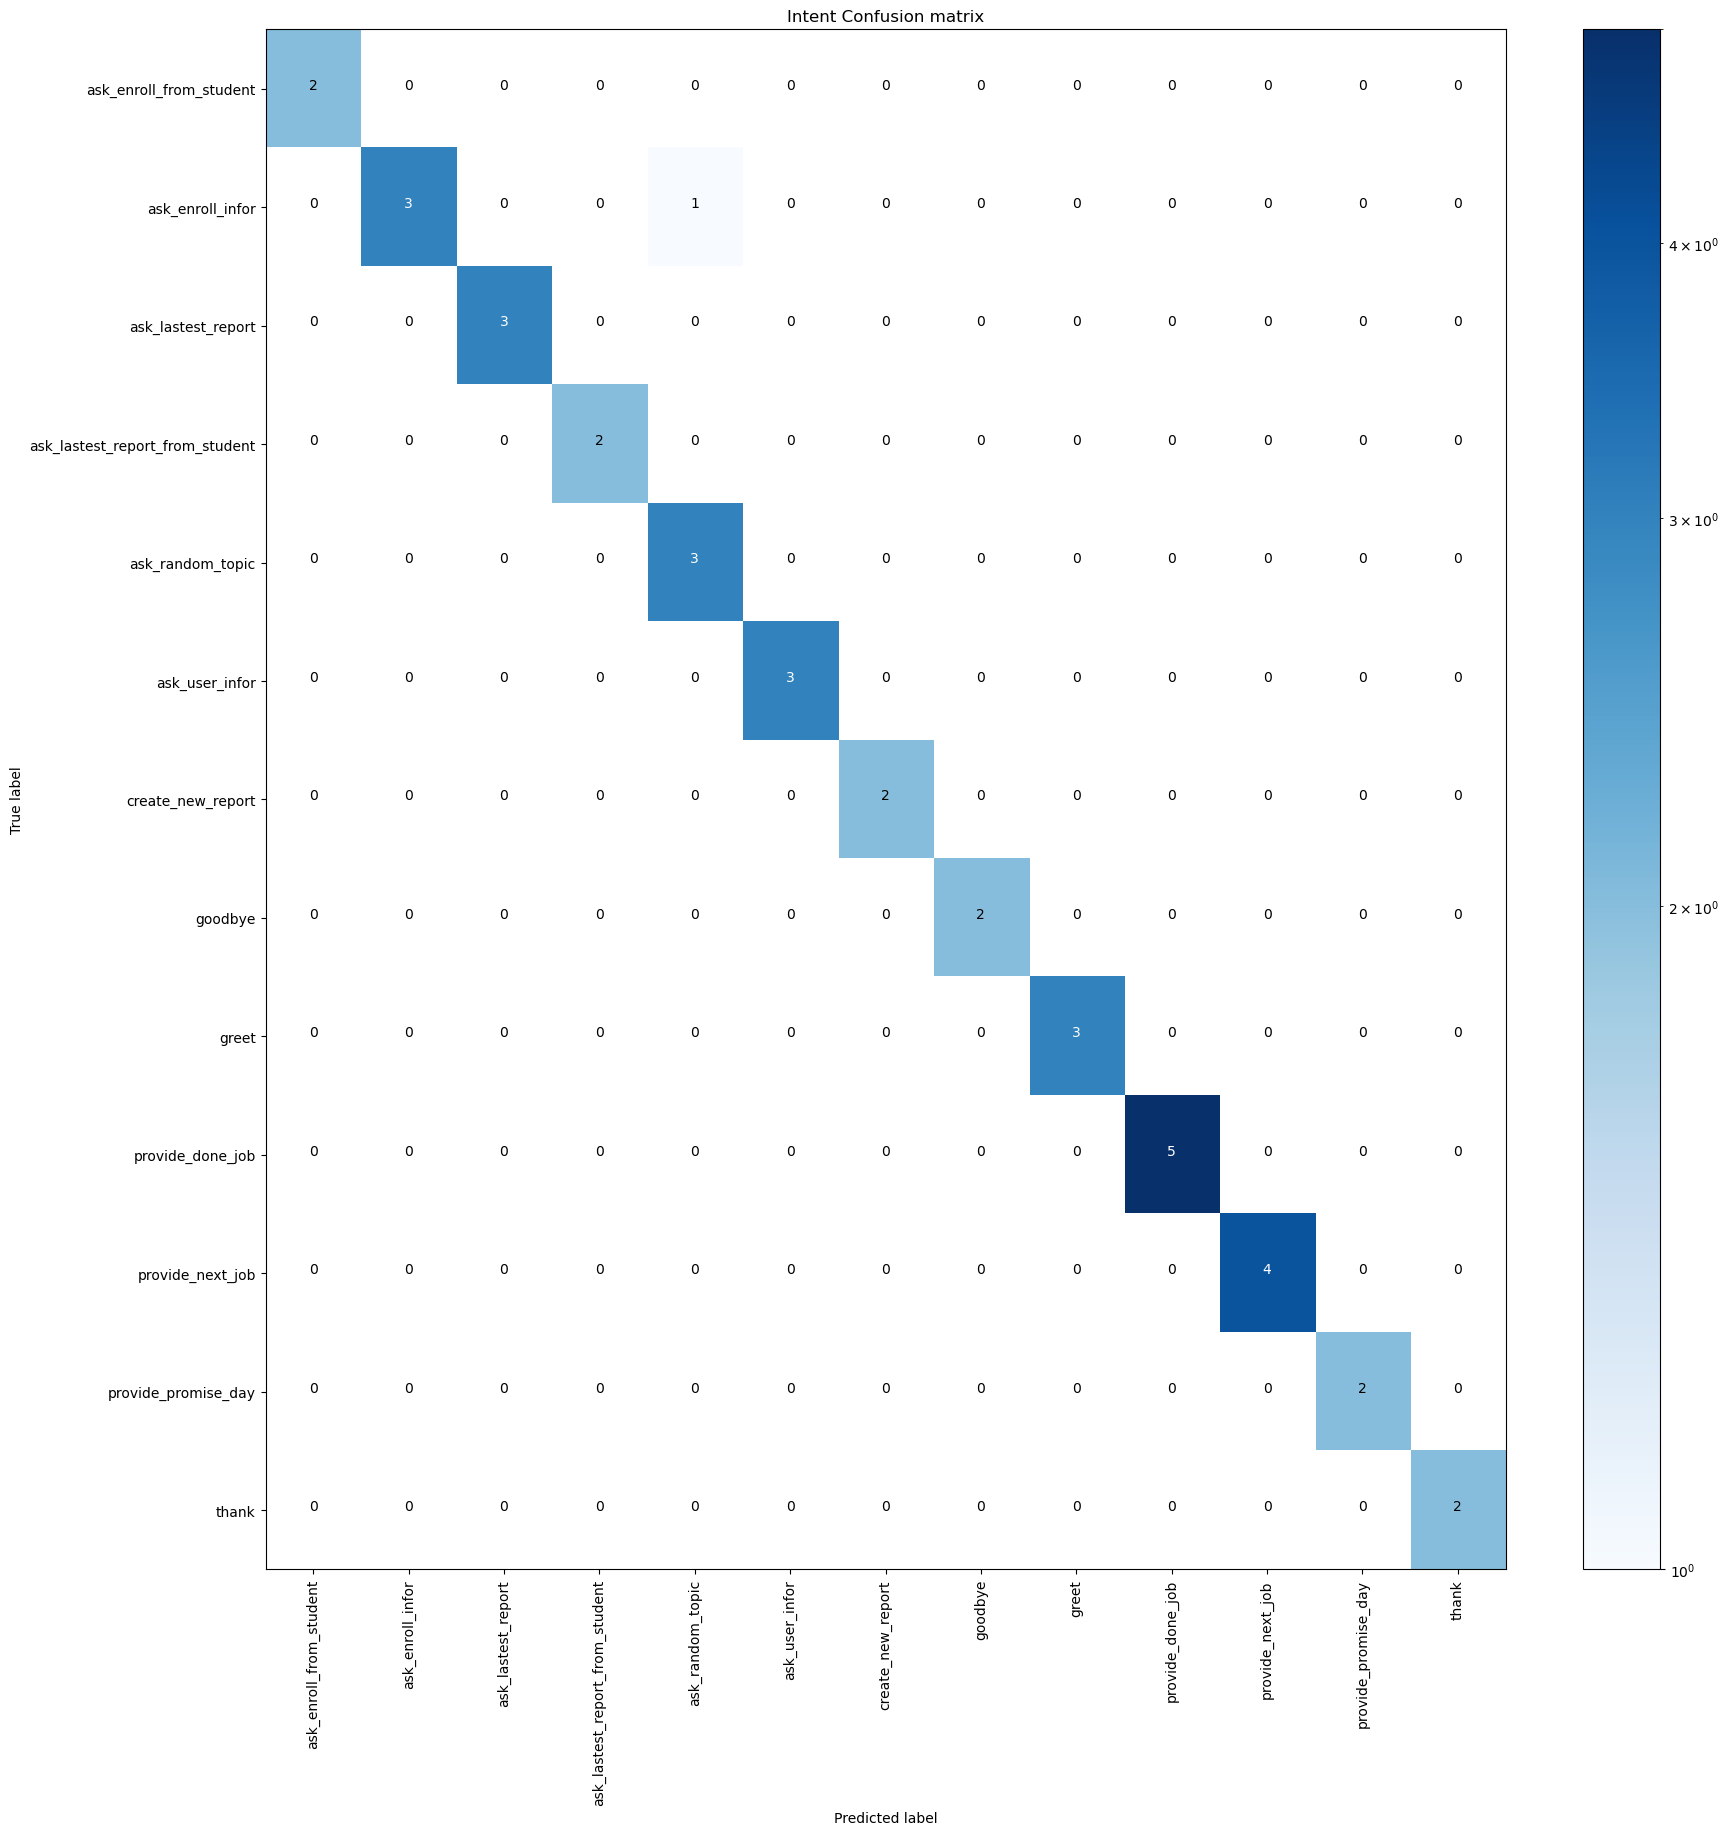 Intent Confusion matrix
ask_enroll_from_student 2 0 0 0 0 0 0 0 0 0 0 0 0
ask_enroll_infor 0 3 0 0 1 0 0 0 0 0 0 0 0
ask_lastest_report 0 0 3 0 0 0 0 0 0 0 0 0 0
ask_lastest_report_from_student 0 0 0 2 0 0 0 0 0 0 0 0 0
ask_random_topic 0 0 0 0 3 0 0 0 0 0 0 0 0
ask_user_infor 0 0 0 0 0 3 0 0 0 0 0 0 0
create_new_report 0 0 0 0 0 0 2 0 0 0 0 0 0
goodbye 0 0 0 0 0 0 0 2 0 0 0 0 0
greet 0 0 0 0 0 0 0 0 3 0 0 0 0
provide_done_job 0 0 0 0 0 0 0 0 0 5 0 0 0
provide_next_job 0 0 0 0 0 0 0 0 0 0 4 0 0
provide_promise_day 0 0 0 0 0 0 0 0 0 0 0 2 0
thank 0 0 0 0 0 0 0 0 0 0 0 0 2
True label
ask_enroll_from_student
ask_enroll_infor
ask_lastest_report
ask_lastest_report_from_student
ask_random_topic
ask_user_infor
create_new_report
goodbye
greet
provide_done_job
provide_next_job
provide_promise_day
thank
Predicted label
4 × 10⁰
3 × 10⁰
2 × 10⁰
10⁰